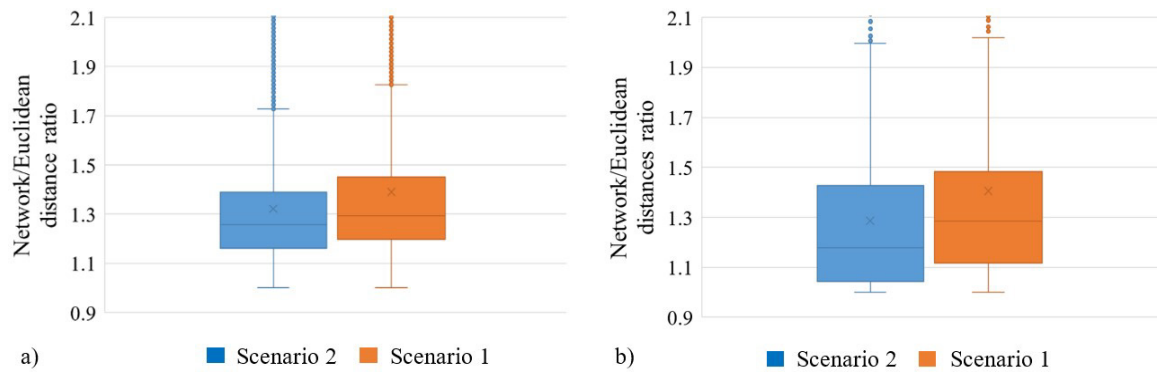 Network/Euclidean
distance ratio
2.1
1.9
1.7
1.5
1.3
1.1
0.9
a)
Scenario 2 Scenario 1
Network/Euclidean
distances ratio
2.1
1.9
1.7
1.5
1.3
1.1
0.9
b)
Scenario 2 Scenario 1